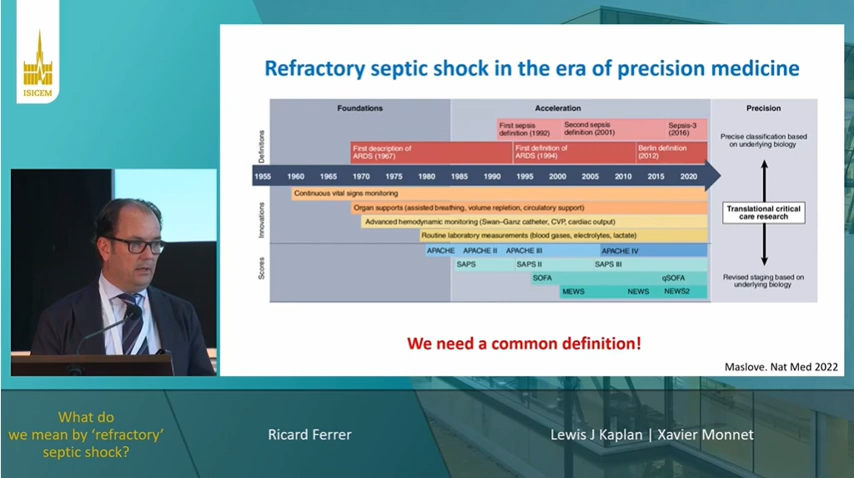 ISICEM
Refractory septic shock in the era of precision medicine
Foundations
Acceleration
Precision
Definitions
First sepsis
definition (1992)
Second sepsis
definition (2001)
Sepsis-3
(2016)
First description of
ARDS (1967)
First definition of
ARDS (1994)
Berlin definition
(2012)
1955 1960 1965 1970 1975 1980 1985 1990 1995 2000 2005 2010 2015 2020
Innovations
Continuous vital signs monitoring
Organ supports (assisted breathing, volume repletion, circulatory support)
Advanced hemodynamic monitoring (Swan–Ganz catheter, CVP, cardiac output)
Routine laboratory measurements (blood gases, electrolytes, lactate)
Scores
APACHE APACHE II APACHE III APACHE IV
SAPS SAPS II SAPS III
SOFA qSOFA
MEWS NEWS NEWS2
Precise classification based
on underlying biology
Translational critical
care research
Revised staging based on
underlying biology
We need a common definition!
Maslove. Nat Med 2022
What do
we mean by ‘refractory’
septic shock?
Ricard Ferrer
Lewis J Kaplan | Xavier Monnet